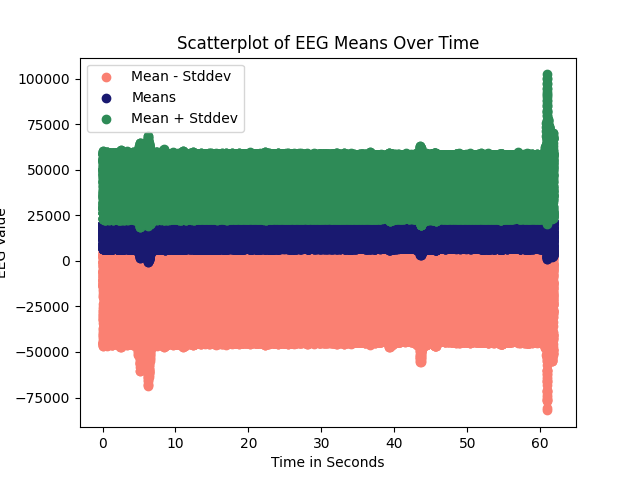 Scatterplot of EEG Means Over Time
Mean - Stddev
Means
Mean + Stddev
100000
75000
50000
25000
0
−25000
−50000
−75000
EEG Value
0 10 20 30 40 50 60
Time in Seconds